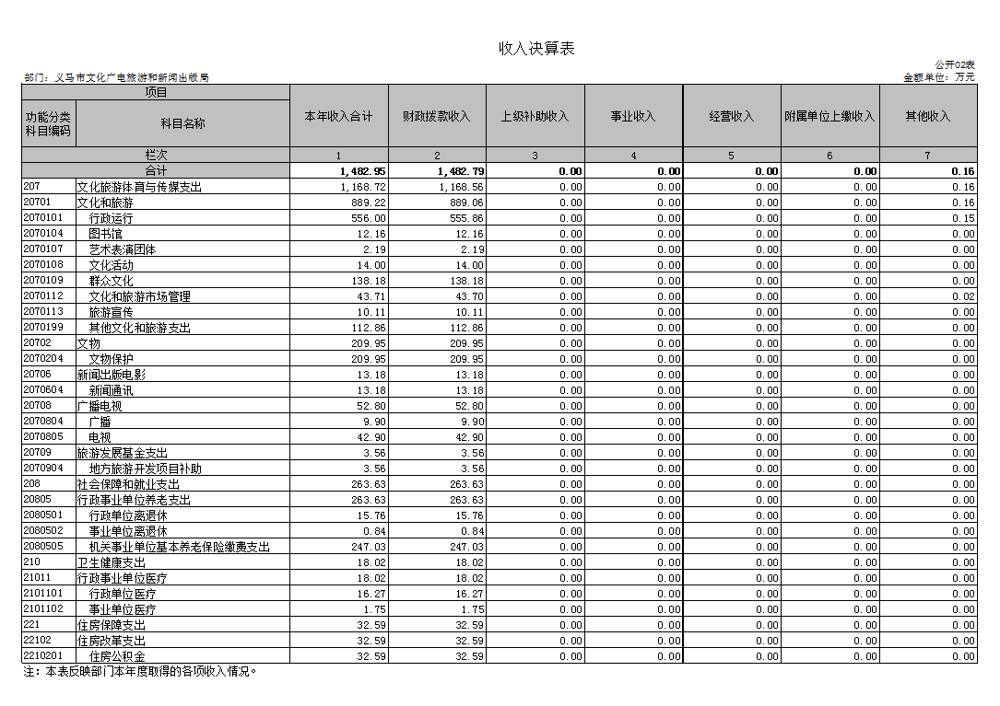 收入决算表
公开02表
部门：义马市文化广电旅游和新闻出版局 金额单位：万元
项目 本年收入合计 财政拨款收入 上级补助收入 事业收入 经营收入 附属单位上缴收入 其他收入
功能分类科目编码 科目名称
栏次 1 2 3 4 5 6 7
合计 1,482.95 1,482.79 0.00 0.00 0.00 0.00 0.16
207 文化旅游体育与传媒支出 1,168.72 1,168.56 0.00 0.00 0.00 0.00 0.16
20701 文化和旅游 889.22 889.06 0.00 0.00 0.00 0.00 0.16
2070101 行政运行 556.00 555.86 0.00 0.00 0.00 0.00 0.15
2070104 图书馆 12.16 12.16 0.00 0.00 0.00 0.00 0.00
2070107 艺术表演团体 2.19 2.19 0.00 0.00 0.00 0.00 0.00
2070108 文化活动 14.00 14.00 0.00 0.00 0.00 0.00 0.00
2070109 群众文化 138.18 138.18 0.00 0.00 0.00 0.00 0.00
2070112 文化和旅游市场管理 43.71 43.70 0.00 0.00 0.00 0.00 0.02
2070113 旅游宣传 10.11 10.11 0.00 0.00 0.00 0.00 0.00
2070199 其他文化和旅游支出 112.86 112.86 0.00 0.00 0.00 0.00 0.00
20702 文物 209.95 209.95 0.00 0.00 0.00 0.00 0.00
2070204 文物保护 209.95 209.95 0.00 0.00 0.00 0.00 0.00
20706 新闻出版电影 13.18 13.18 0.00 0.00 0.00 0.00 0.00
2070604 新闻通讯 13.18 13.18 0.00 0.00 0.00 0.00 0.00
20708 广播电视 52.80 52.80 0.00 0.00 0.00 0.00 0.00
2070804 广播 9.90 9.90 0.00 0.00 0.00 0.00 0.00
2070805 电视 42.90 42.90 0.00 0.00 0.00 0.00 0.00
20709 旅游发展基金支出 3.56 3.56 0.00 0.00 0.00 0.00 0.00
2070904 地方旅游开发项目补助 3.56 3.56 0.00 0.00 0.00 0.00 0.00
208 社会保障和就业支出 263.63 263.63 0.00 0.00 0.00 0.00 0.00
20805 行政事业单位养老支出 263.63 263.63 0.00 0.00 0.00 0.00 0.00
2080501 行政单位离退休 15.76 15.76 0.00 0.00 0.00 0.00 0.00
2080502 事业单位离退休 0.84 0.84 0.00 0.00 0.00 0.00 0.00
2080505 机关事业单位基本养老保险缴费支出 247.03 247.03 0.00 0.00 0.00 0.00 0.00
210 卫生健康支出 18.02 18.02 0.00 0.00 0.00 0.00 0.00
21011 行政事业单位医疗 18.02 18.02 0.00 0.00 0.00 0.00 0.00
2101101 行政单位医疗 16.27 16.27 0.00 0.00 0.00 0.00 0.00
2101102 事业单位医疗 1.75 1.75 0.00 0.00 0.00 0.00 0.00
221 住房保障支出 32.59 32.59 0.00 0.00 0.00 0.00 0.00
22102 住房改革支出 32.59 32.59 0.00 0.00 0.00 0.00 0.00
2210201 住房公积金 32.59 32.59 0.00 0.00 0.00 0.00 0.00
注：本表反映部门本年度取得的各项收入情况。